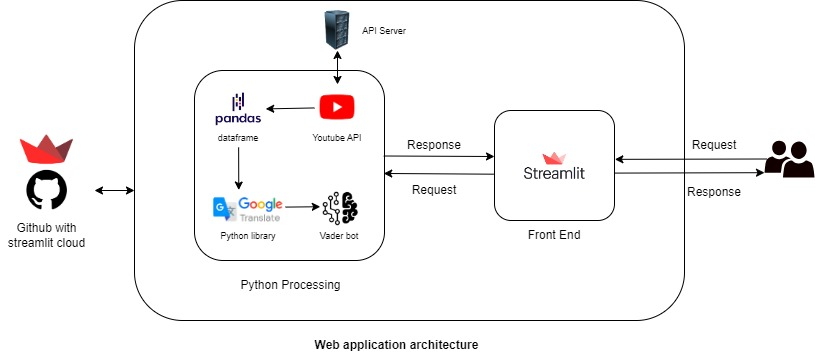 API Server
pandas
dataframe
Youtube API
Google
Translate
Python library
Vader bot
Python Processing
Response
Request
Streamlit
Front End
Request
Response
Github with
streamlit cloud
G
Web application architecture